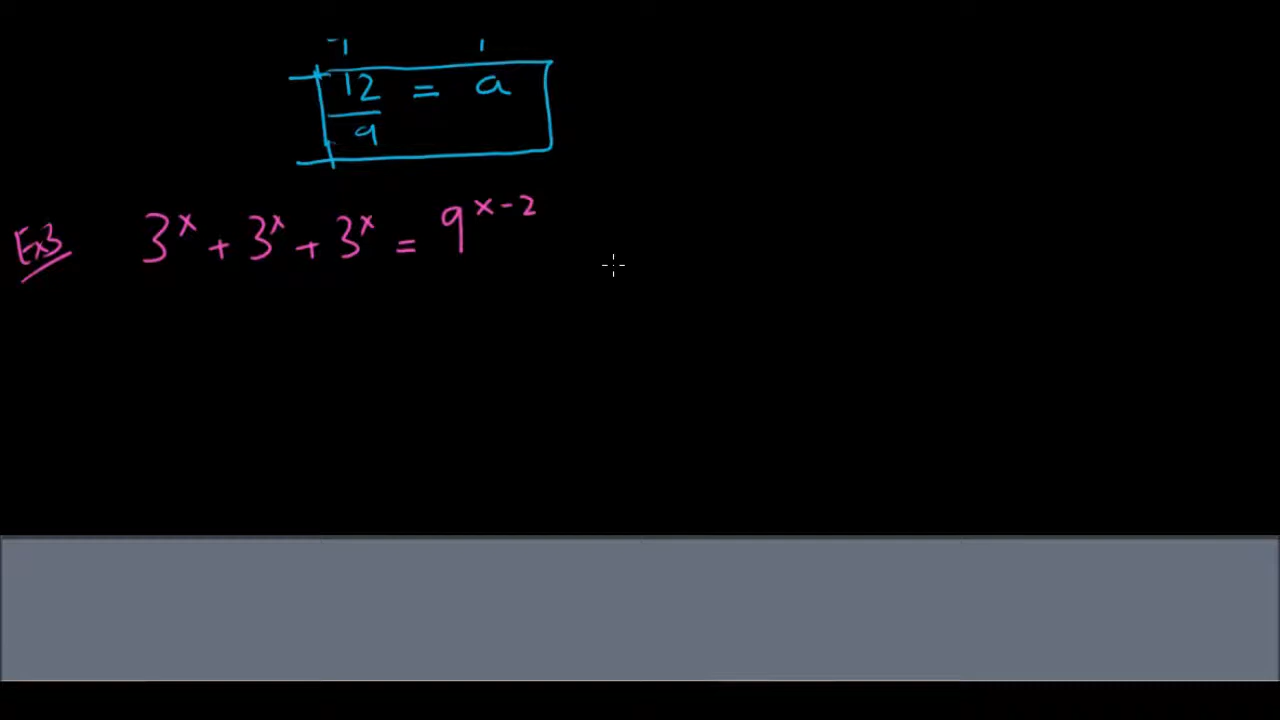 12/9 = a
Ex3 3^x + 3^x + 3^x = 9^(x-2)